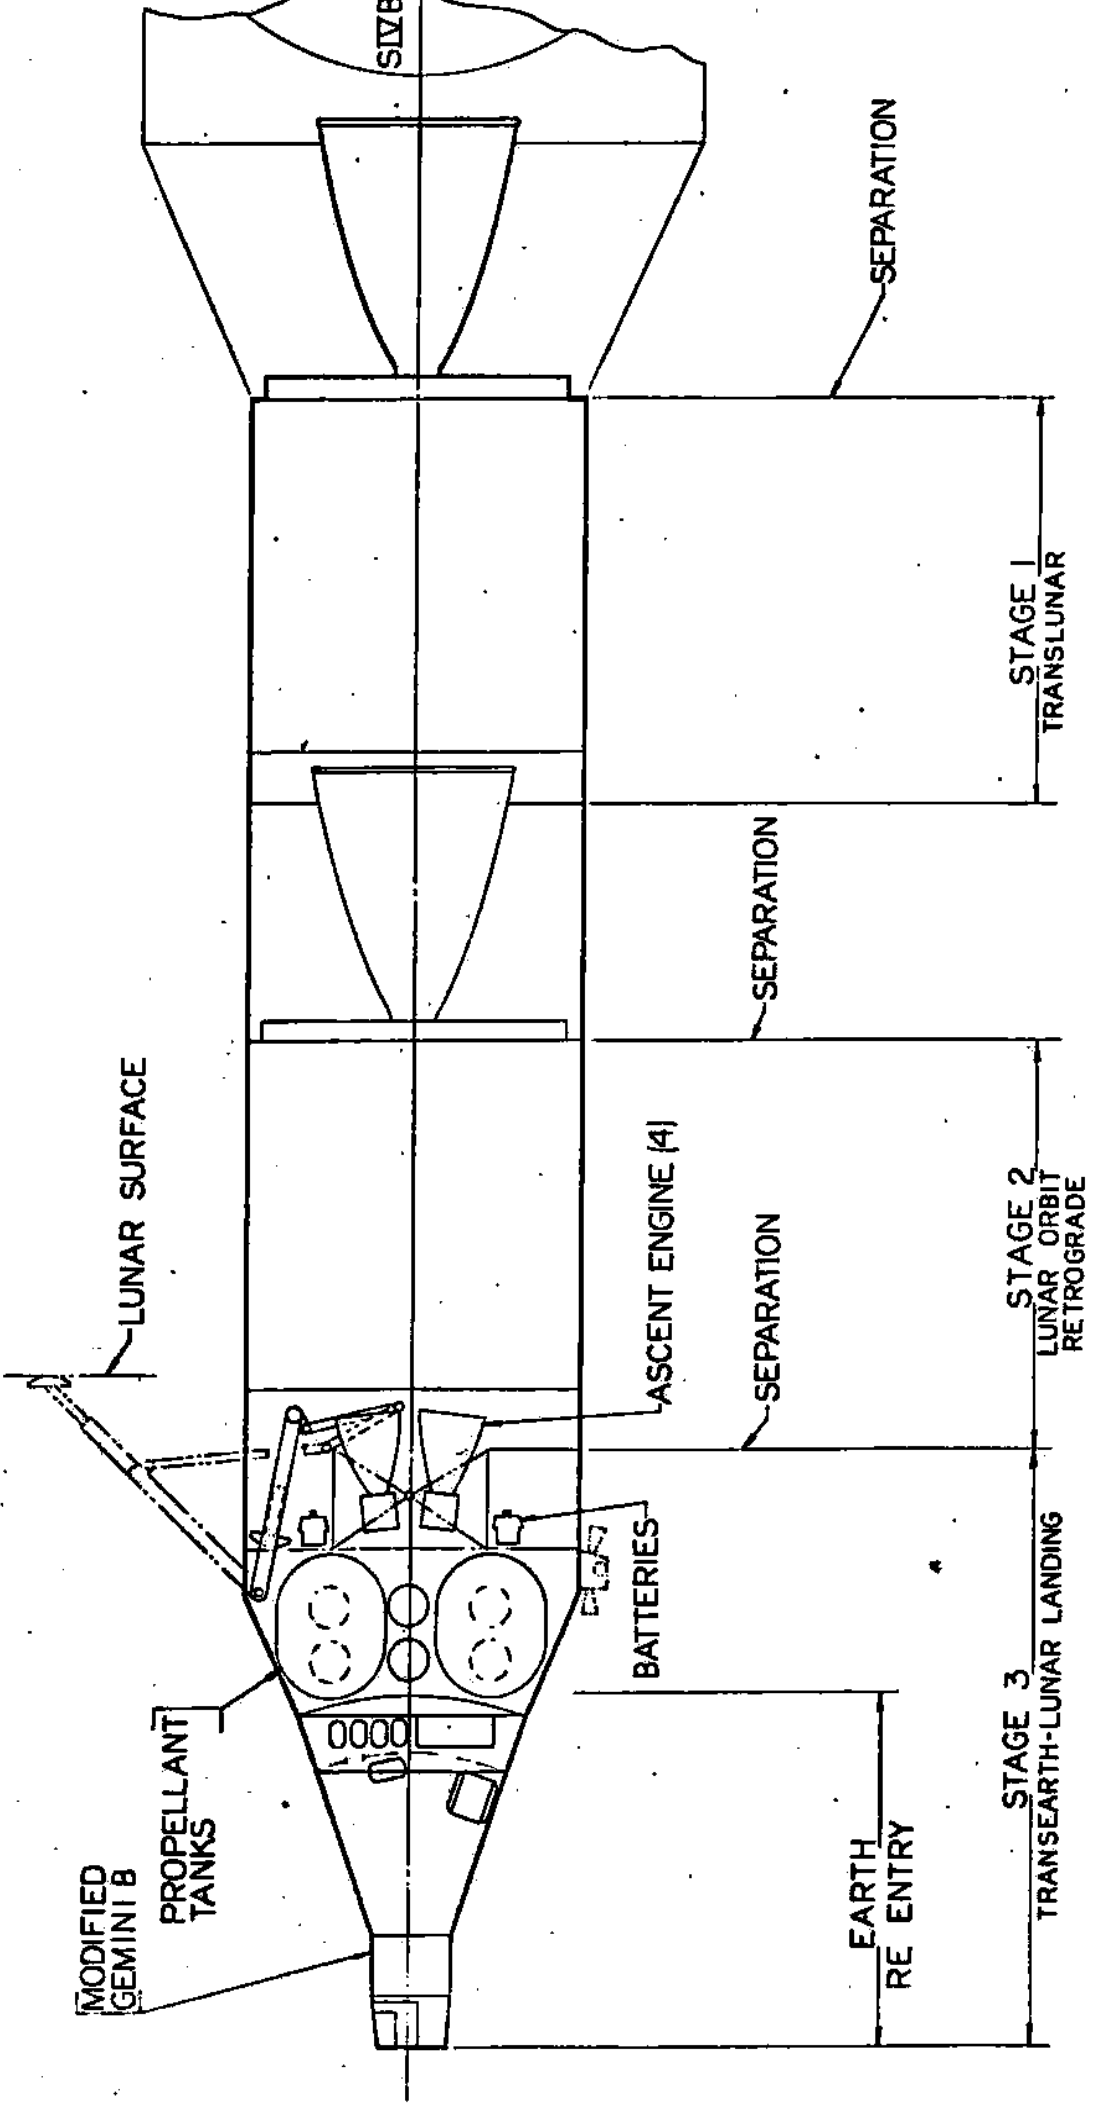 MODIFIED
GEMINI B
PROPELLANT
TANKS
LUNAR SURFACE
SIVB
BATTERIES
ASCENT ENGINE (4)
SEPARATION
SEPARATION
SEPARATION
EARTH
RE ENTRY
STAGE 3
TRANSEARTH-LUNAR LANDING
STAGE 2
LUNAR ORBIT
RETROGRADE
STAGE 1
TRANSLUNAR